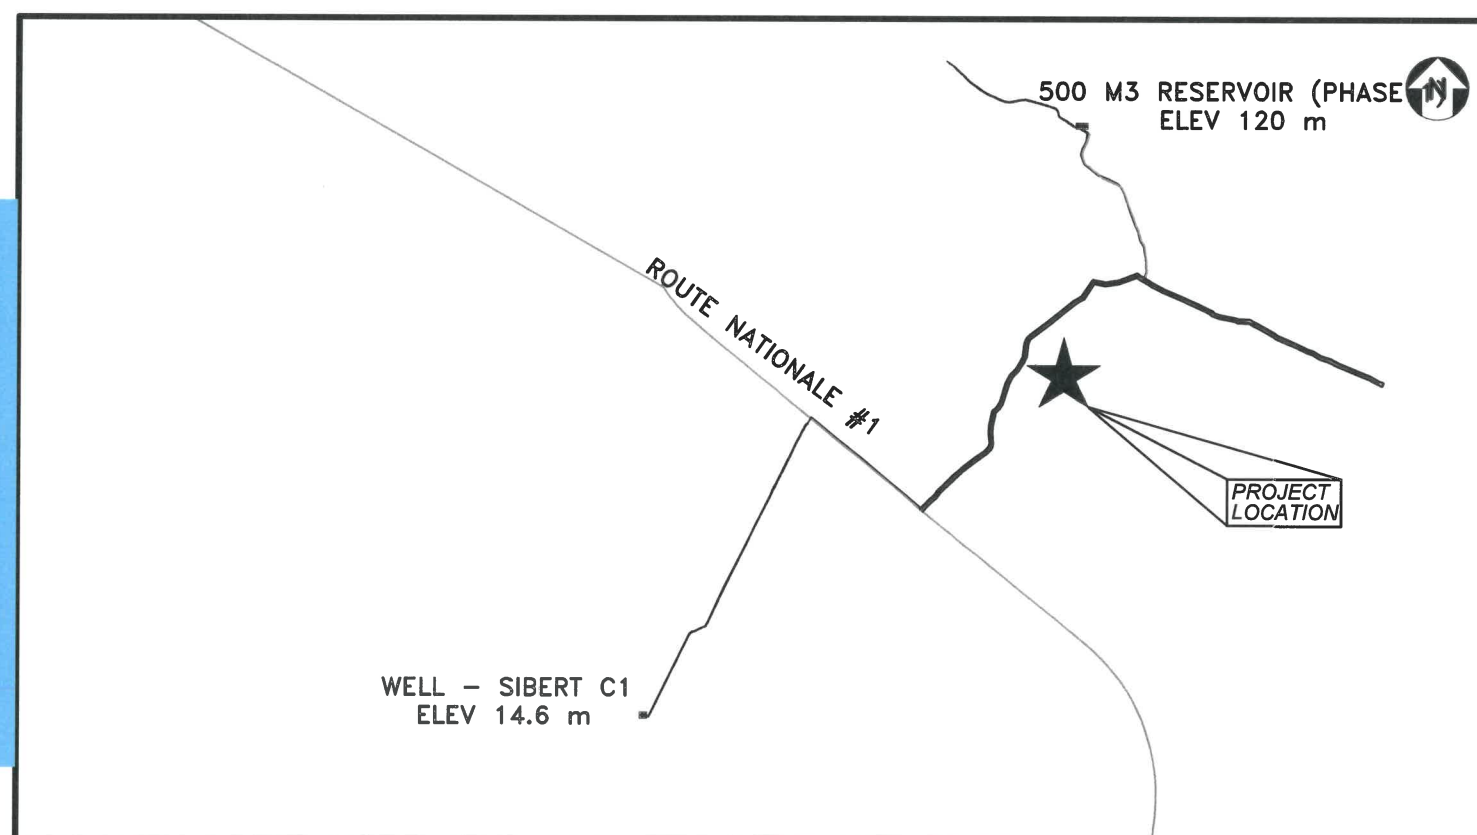 500 M3 RESERVOIR (PHASE
ELEV 120 m
N
ROUTE NATIONALE #1
PROJECT
LOCATION
WELL – SIBERT C1
ELEV 14.6 m